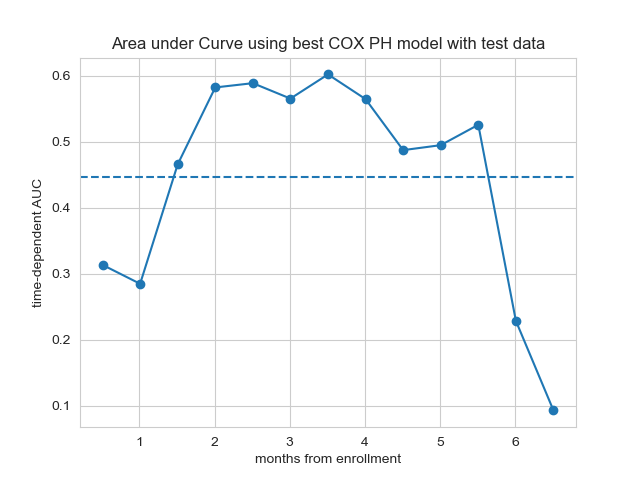 Area under Curve using best COX PH model with test data
time-dependent AUC
0.6
0.5
0.4
0.3
0.2
0.1
1 2 3 4 5 6
months from enrollment